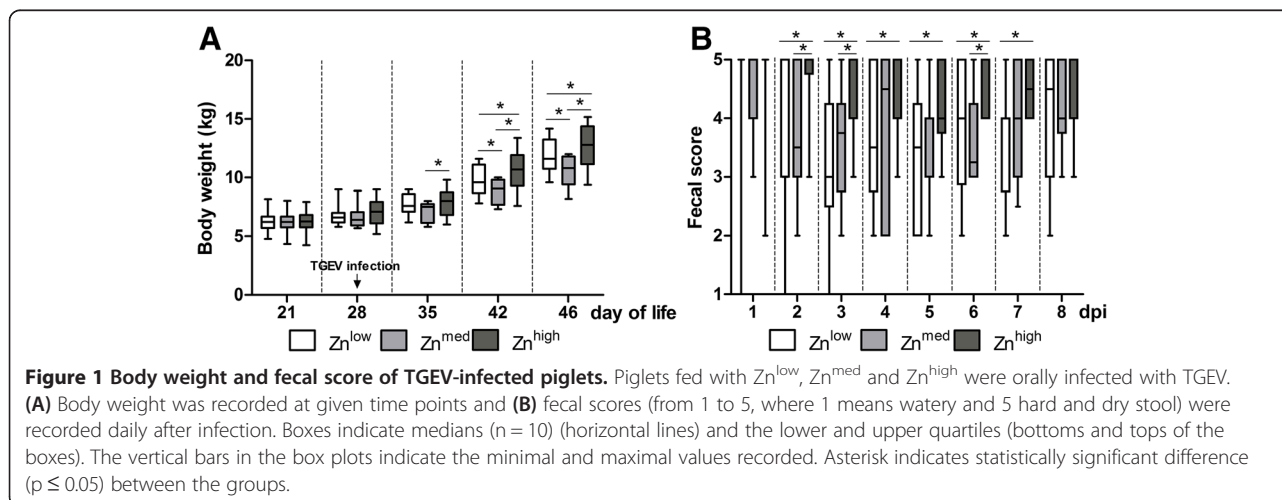 A
B
Body weight (kg)
20
15
10
5
0
* * * * * * *
TGEV infection
21 28 35 42 46 day of life
Zn^low Zn^med Zn^high
Fecal score
5
4
3
2
1
* * * * * *
* * *
1 2 3 4 5 6 7 8 dpi
Zn^low Zn^med Zn^high
Figure 1 Body weight and fecal score of TGEV-infected piglets. Piglets fed with Zn^low, Zn^med and Zn^high were orally infected with TGEV.
(A) Body weight was recorded at given time points and (B) fecal scores (from 1 to 5, where 1 means watery and 5 hard and dry stool) were
recorded daily after infection. Boxes indicate medians (n = 10) (horizontal lines) and the lower and upper quartiles (bottoms and tops of the
boxes). The vertical bars in the box plots indicate the minimal and maximal values recorded. Asterisk indicates statistically significant difference
(p ≤ 0.05) between the groups.